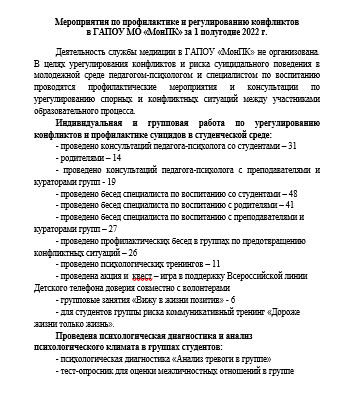 Мероприятия по профилактике и регулированию конфликтов
в ГАПОУ МО «МонПК» за 1 полугодие 2022 г.
Деятельность службы медиации в ГАПОУ «МонПК» не организована.
В целях урегулирования конфликтов и риска суицидального поведения в
молодежной среде педагогом-психологом и специалистом по воспитанию
проводятся профилактические мероприятия и консультации по
урегулированию спорных и конфликтных ситуаций между участниками
образовательного процесса.
Индивидуальная и групповая работа по урегулированию
конфликтов и профилактике суицидов в студенческой среде:
- проведено консультаций педагога-психолога со студентами – 31
- родителями – 14
- проведено консультаций педагога-психолога с преподавателями и
кураторами групп - 19
- проведено бесед специалиста по воспитанию со студентами – 48
- проведено бесед специалиста по воспитанию с родителями – 41
- проведено бесед специалиста по воспитанию с преподавателями и
кураторами групп – 27
- проведено профилактических бесед в группах по предотвращению
конфликтных ситуаций – 26
- проведено психологических тренингов – 11
- проведена акция и квест – игра в поддержку Всероссийской линии
Детского телефона доверия совместно с волонтерами
- групповые занятия «Вижу в жизни позитив» - 6
- для студентов группы риска коммуникативный тренинг «Дороже
жизни только жизнь».
Проведена психологическая диагностика и анализ
психологического климата в группах студентов:
- психологическая диагностика «Анализ тревоги в группе»
- тест-опросник для оценки межличностных отношений в группе